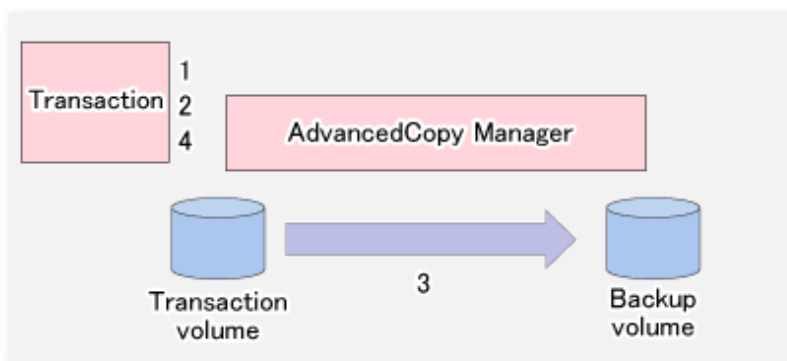 1
Transaction 2
4
AdvancedCopy Manager
3
Transaction
volume
Backup
volume